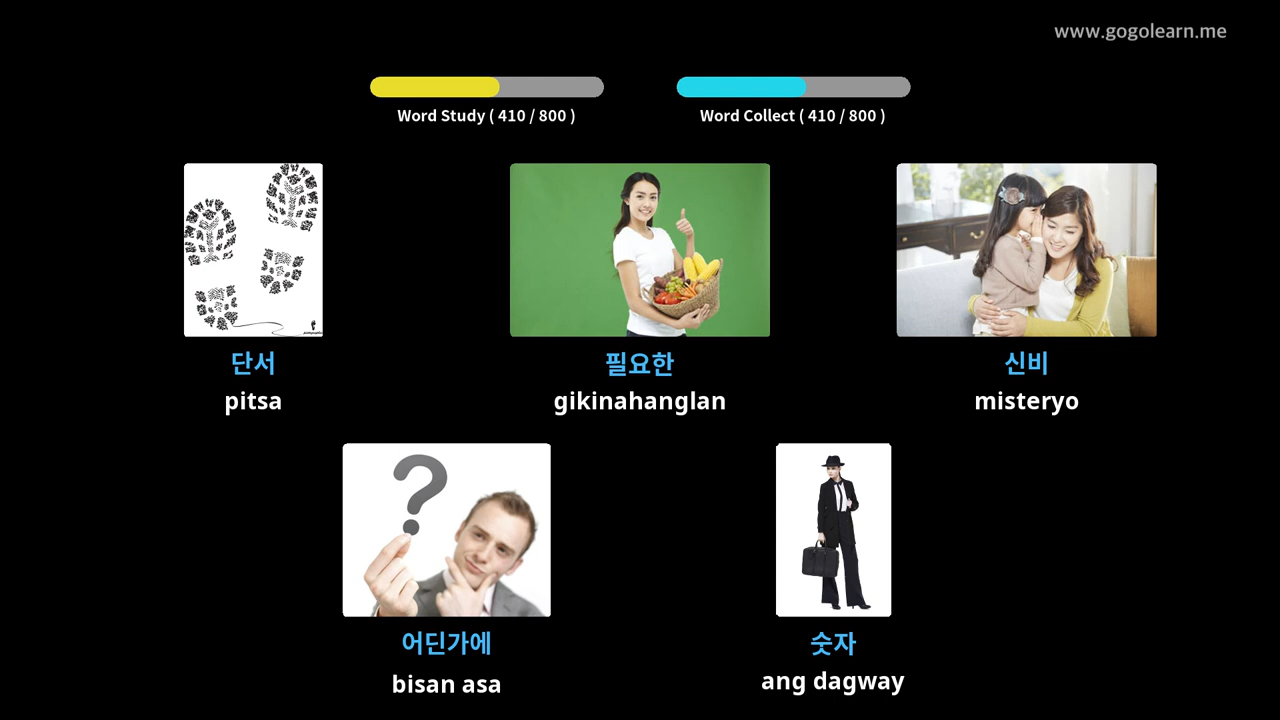 www.gogolearn.me
Word Study ( 410 / 800 )
Word Collect ( 410 / 800 )
단서
pitsa
필요한
gikinahanglan
신비
misteryo
어딘가에
bisan asa
숫자
ang dagway